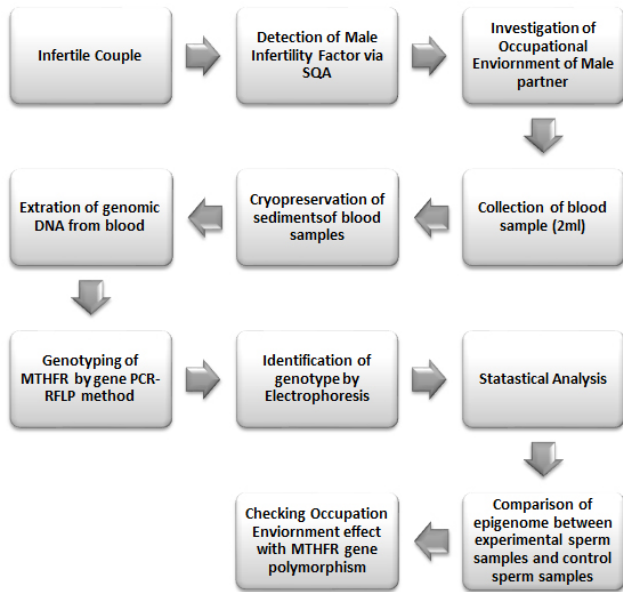 Infertile Couple
Detection of Male
Infertility Factor via
SQA
Investigation of
Occupational
Enviornment of Male
partner
Collection of blood
sample (2ml)
Cryopreservation of
sedimentsof blood
samples
Extration of genomic
DNA from blood
Genotyping of
MTHFR by gene PCR-
RFLP method
Identification of
genotype by
Electrophoresis
Statastical Analysis
Comparison of
epigenome between
experimental sperm
samples and control
sperm samples
Checking Occupation
Enviornment effect
with MTHFR gene
polymorphism